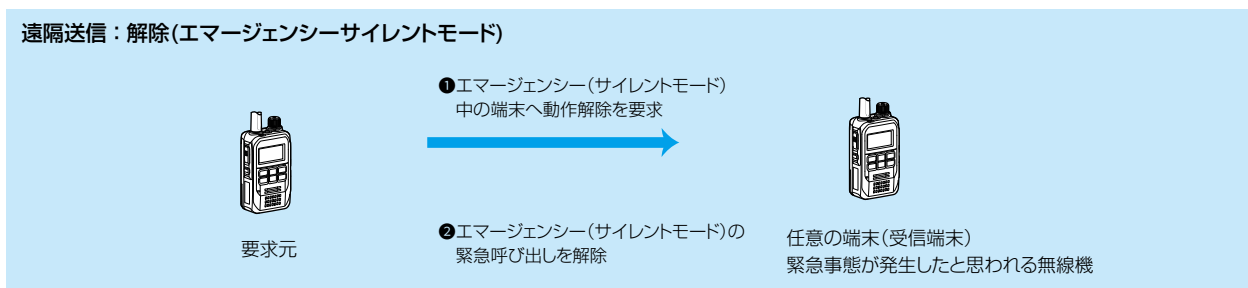 遠隔送信：解除(エマージェンシーサイレントモード)
❶エマージェンシー（サイレントモード）
中の端末へ動作解除を要求
要求元
❷エマージェンシー（サイレントモード）の
緊急呼び出しを解除
任意の端末（受信端末）
緊急事態が発生したと思われる無線機